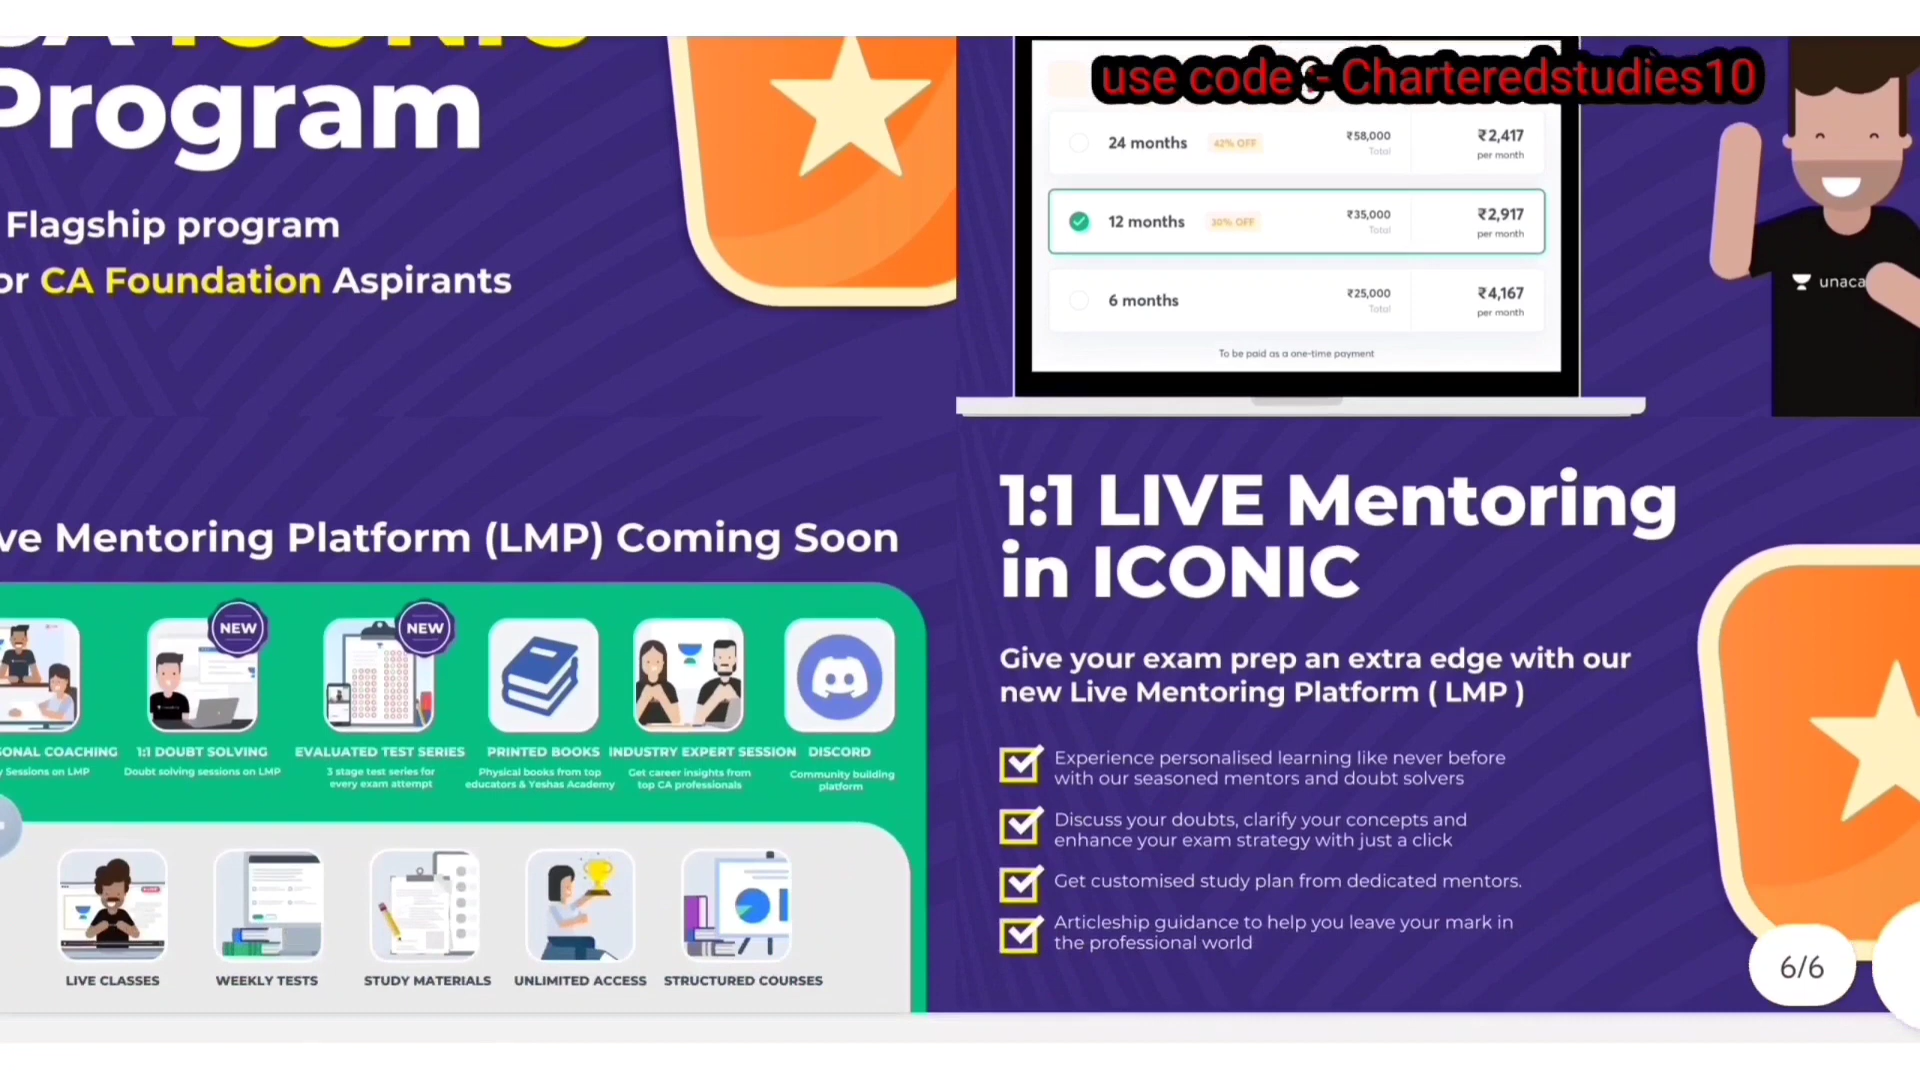 ICONIC
Program
Flagship program
or CA Foundation Aspirants
use code :- Charteredstudies10
24 months 42% OFF ₹58,000 ₹2,417
Total per month
12 months 30% OFF ₹35,000 ₹2,917
Total per month
6 months ₹25,000 ₹4,167
Total per month
To be paid as a one-time payment
unaca
ve Mentoring Platform (LMP) Coming Soon
NEW
NEW
SONAL COACHING
y Sessions on LMP
1:1 DOUBT SOLVING
Doubt solving sessions on LMP
EVALUATED TEST SERIES
3 stage test series for
every exam attempt
PRINTED BOOKS
Physical books from top
educators & Yeshas Academy
INDUSTRY EXPERT SESSION
Get career insights from
top CA professionals
DISCORD
Community building
platform
LIVE CLASSES
WEEKLY TESTS
STUDY MATERIALS
UNLIMITED ACCESS
STRUCTURED COURSES
1:1 LIVE Mentoring
in ICONIC
Give your exam prep an extra edge with our
new Live Mentoring Platform ( LMP )
Experience personalised learning like never before
with our seasoned mentors and doubt solvers
Discuss your doubts, clarify your concepts and
enhance your exam strategy with just a click
Get customised study plan from dedicated mentors.
Articleship guidance to help you leave your mark in
the professional world
6/6